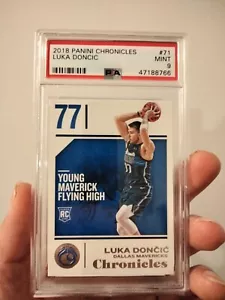 2018 PANINI CHRONICLES #71
LUKA DONCIC MINT
9
PSA 47188766
77
YOUNG
MAVERICK
FLYING HIGH
RC
LUKA DONČIĆ
DALLAS MAVERICKS
Chronicles